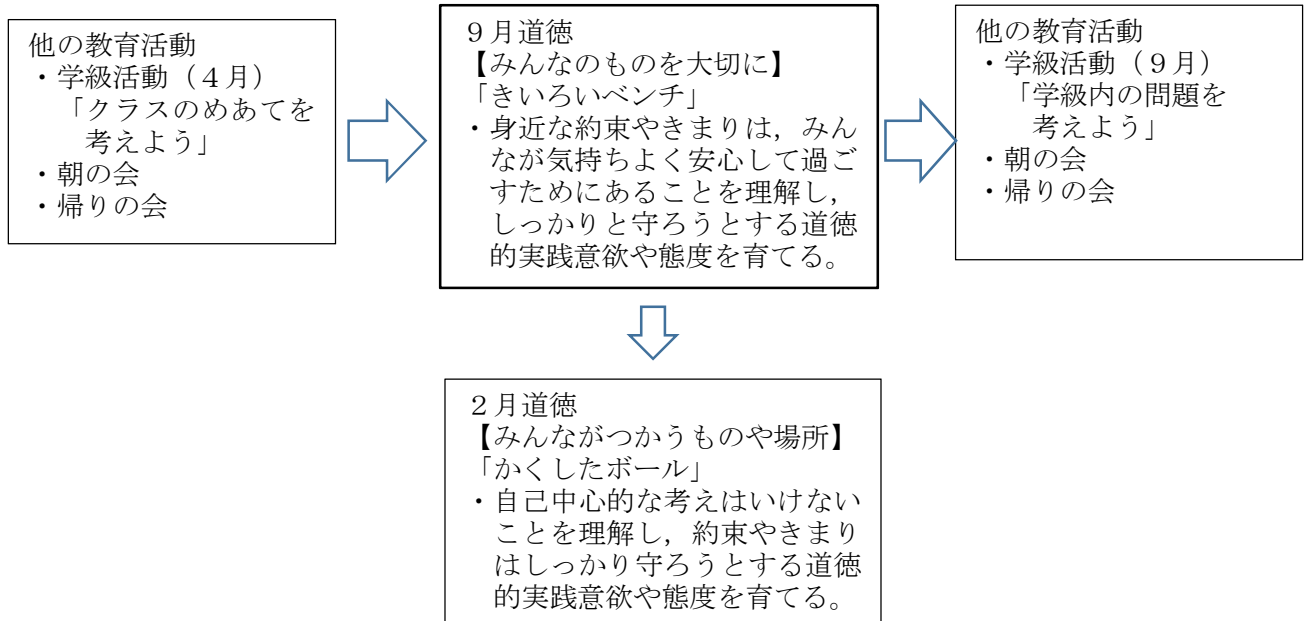 他の教育活動
・学級活動(4月)
「クラスのめあてを
考えよう」
・朝の会
・帰りの会
9月道徳
【みんなのものを大切に】
「きいろいベンチ」
・身近な約束やきまりは,みん
なが気持ちよく安心して過ご
すためにあることを理解し,
しっかりと守ろうとする道徳
的実践意欲や態度を育てる。
他の教育活動
・学級活動(9月)
「学級内の問題を
考えよう」
・朝の会
・帰りの会
2月道徳
【みんながつかうものや場所】
「かくしたボール」
・自己中心的な考えはいけない
ことを理解し,約束やきまり
はしっかり守ろうとする道徳
的実践意欲や態度を育てる。